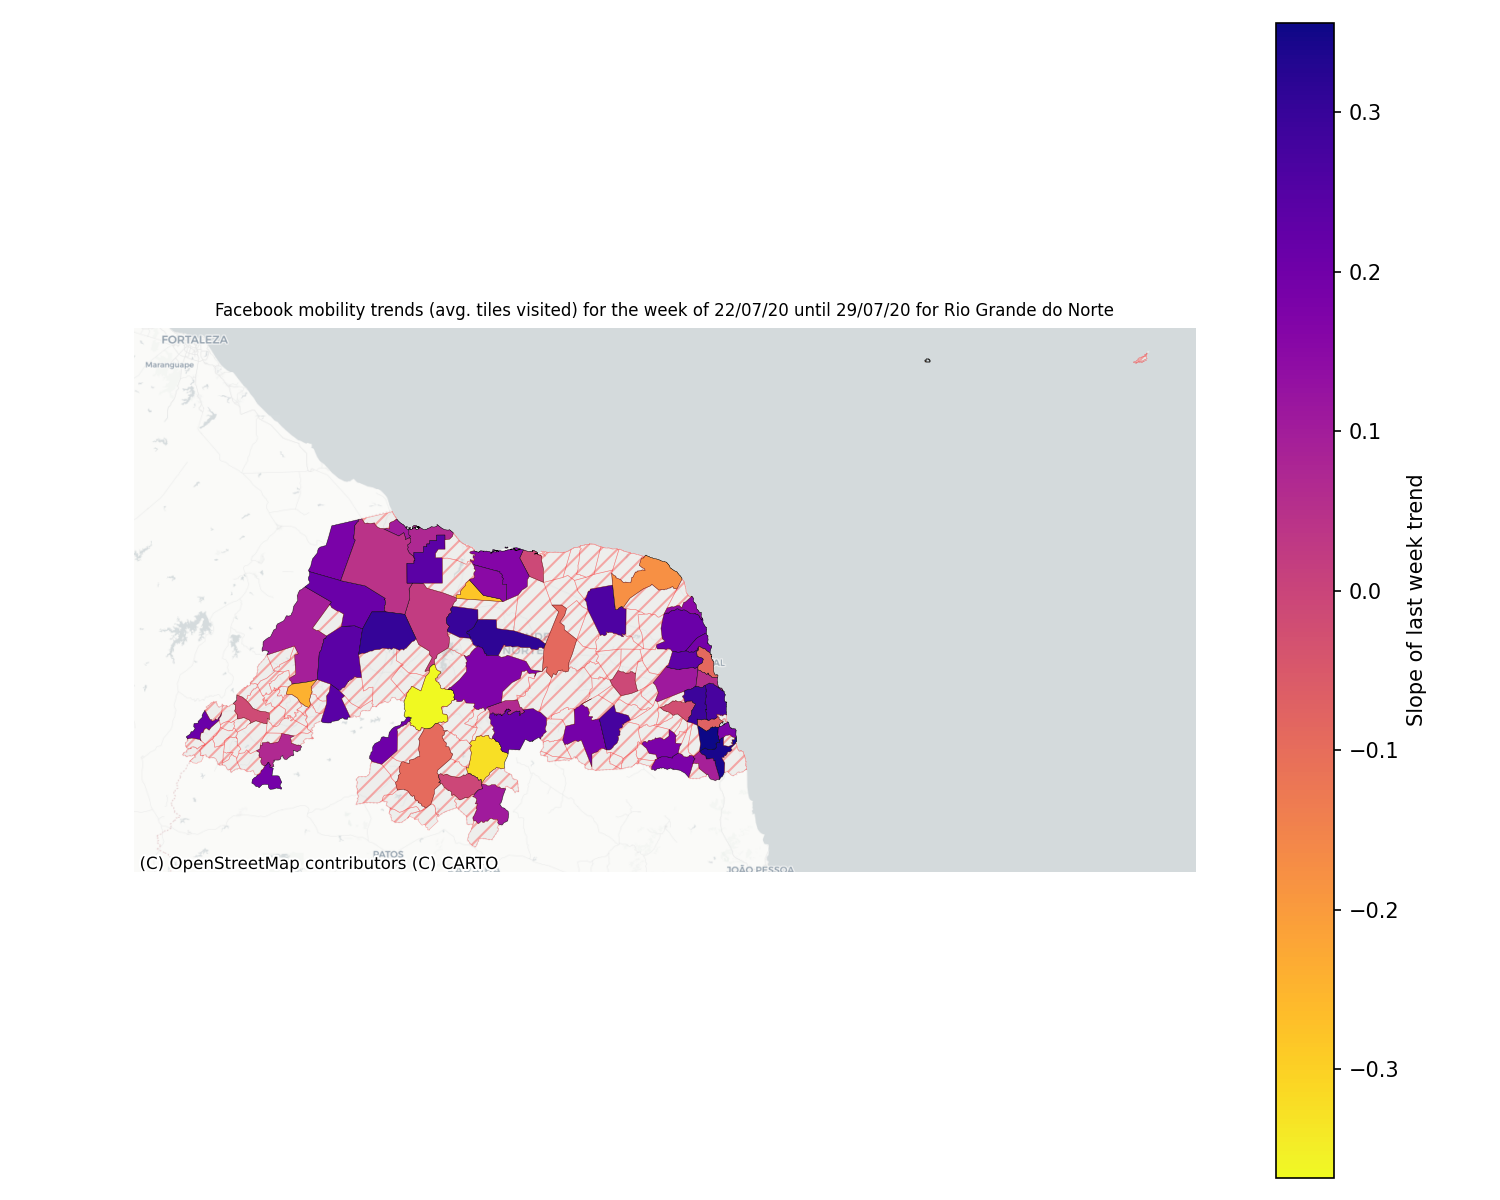 Facebook mobility trends (avg. tiles visited) for the week of 22/07/20 until 29/07/20 for Rio Grande do Norte
FORTALEZA
Maranguape
PATOS
(C) OpenStreetMap contributors (C) CARTO
JOÃO PESSOA
0.3
0.2
0.1
0.0
−0.1
−0.2
−0.3
Slope of last week trend